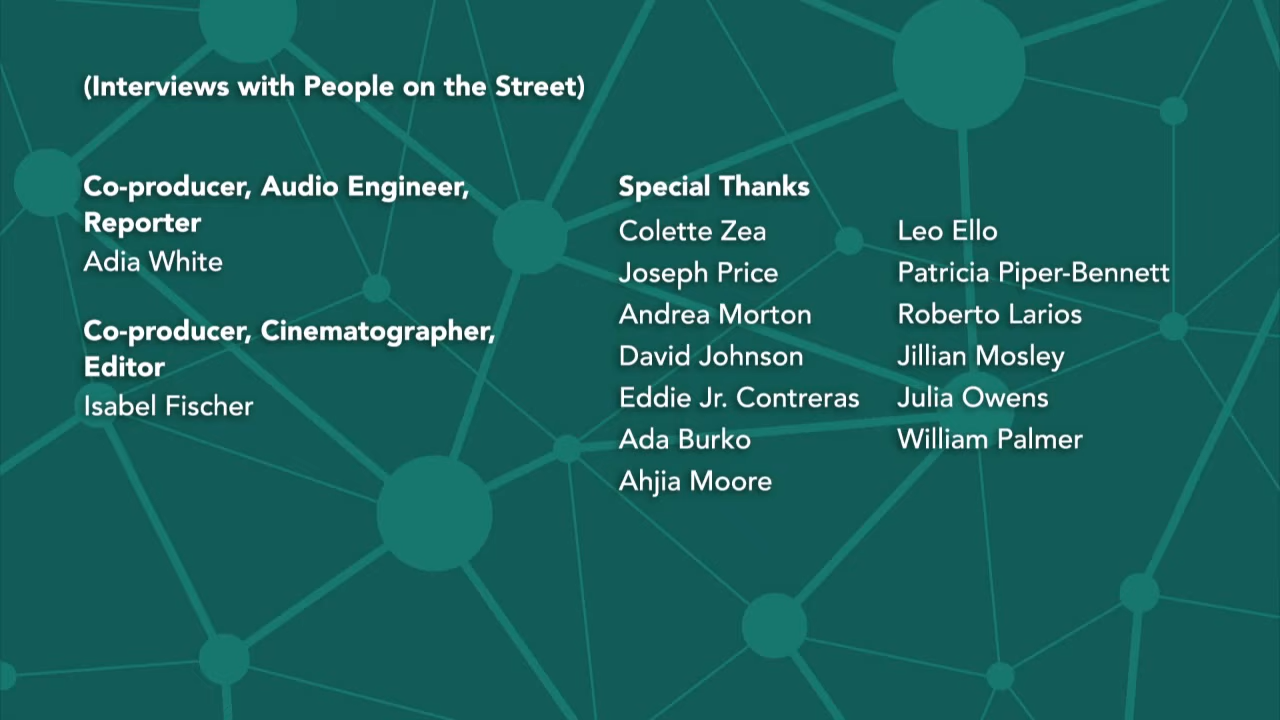 (Interviews with People on the Street)
Co-producer, Audio Engineer,
Reporter
Adia White
Co-producer, Cinematographer,
Editor
Isabel Fischer
Special Thanks
Colette Zea
Joseph Price
Andrea Morton
David Johnson
Eddie Jr. Contreras
Ada Burko
Ahjia Moore
Leo Ello
Patricia Piper-Bennett
Roberto Larios
Jillian Mosley
Julia Owens
William Palmer